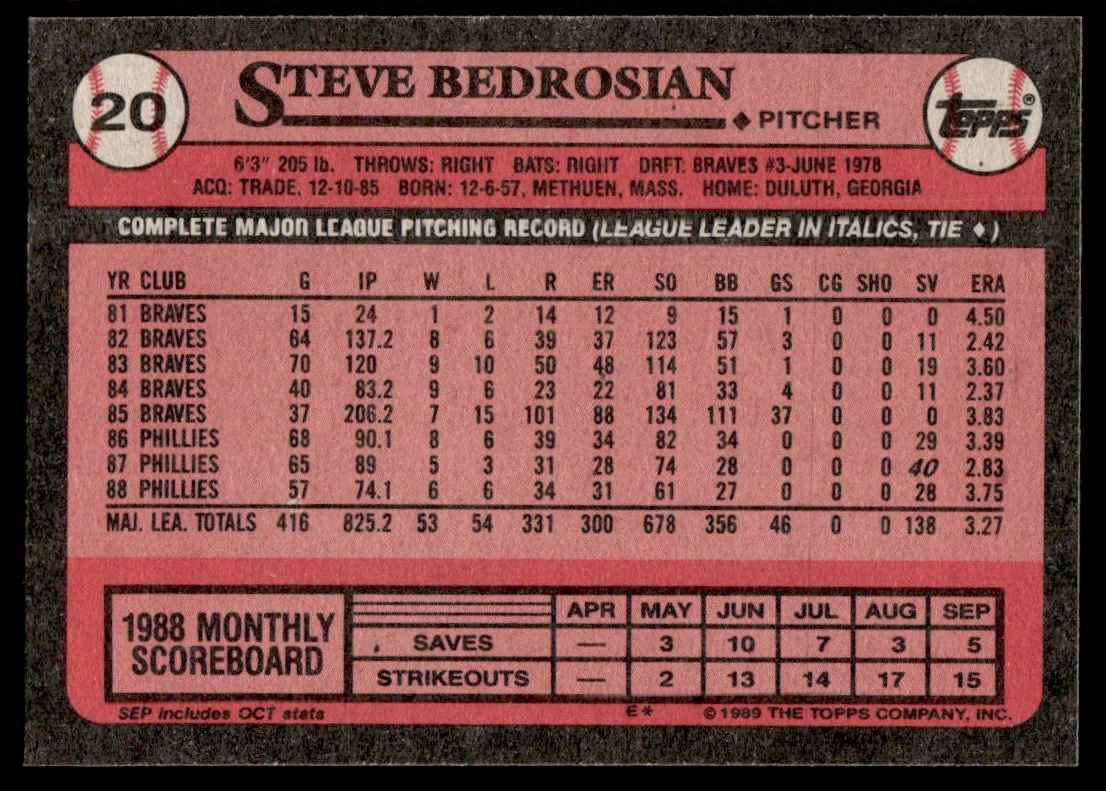 20 STEVE BEDROSIAN
◆ PITCHER TOPPS®
6'3" 205 lb. THROWS: RIGHT BATS: RIGHT DRFT: BRAVES #3-JUNE 1978
ACQ: TRADE, 12-10-85 BORN: 12-6-57, METHUEN, MASS. HOME: DULUTH, GEORGIA
COMPLETE MAJOR LEAGUE PITCHING RECORD (LEAGUE LEADER IN ITALICS, TIE ◆)
YR CLUB G IP W L R ER SO BB GS CG SHO SV ERA
81 BRAVES 15 24 1 2 14 12 9 15 1 0 0 0 4.50
82 BRAVES 64 137.2 8 6 39 37 123 57 3 0 0 11 2.42
83 BRAVES 70 120 9 10 50 48 114 51 1 0 0 19 3.60
84 BRAVES 40 83.2 9 6 23 22 81 33 4 0 0 11 2.37
85 BRAVES 37 206.2 7 15 101 88 134 111 37 0 0 0 3.83
86 PHILLIES 68 90.1 8 6 39 34 82 34 0 0 0 29 3.39
87 PHILLIES 65 89 5 3 31 28 74 28 0 0 0 40 2.83
88 PHILLIES 57 74.1 6 6 34 31 61 27 0 0 0 28 3.75
MAJ. LEA. TOTALS 416 825.2 53 54 331 300 678 356 46 0 0 138 3.27
1988 MONTHLY SCOREBOARD
APR MAY JUN JUL AUG SEP
SAVES — 3 10 7 3 5
STRIKEOUTS — 2 13 14 17 15
SEP includes OCT stats E* ©1989 THE TOPPS COMPANY, INC.